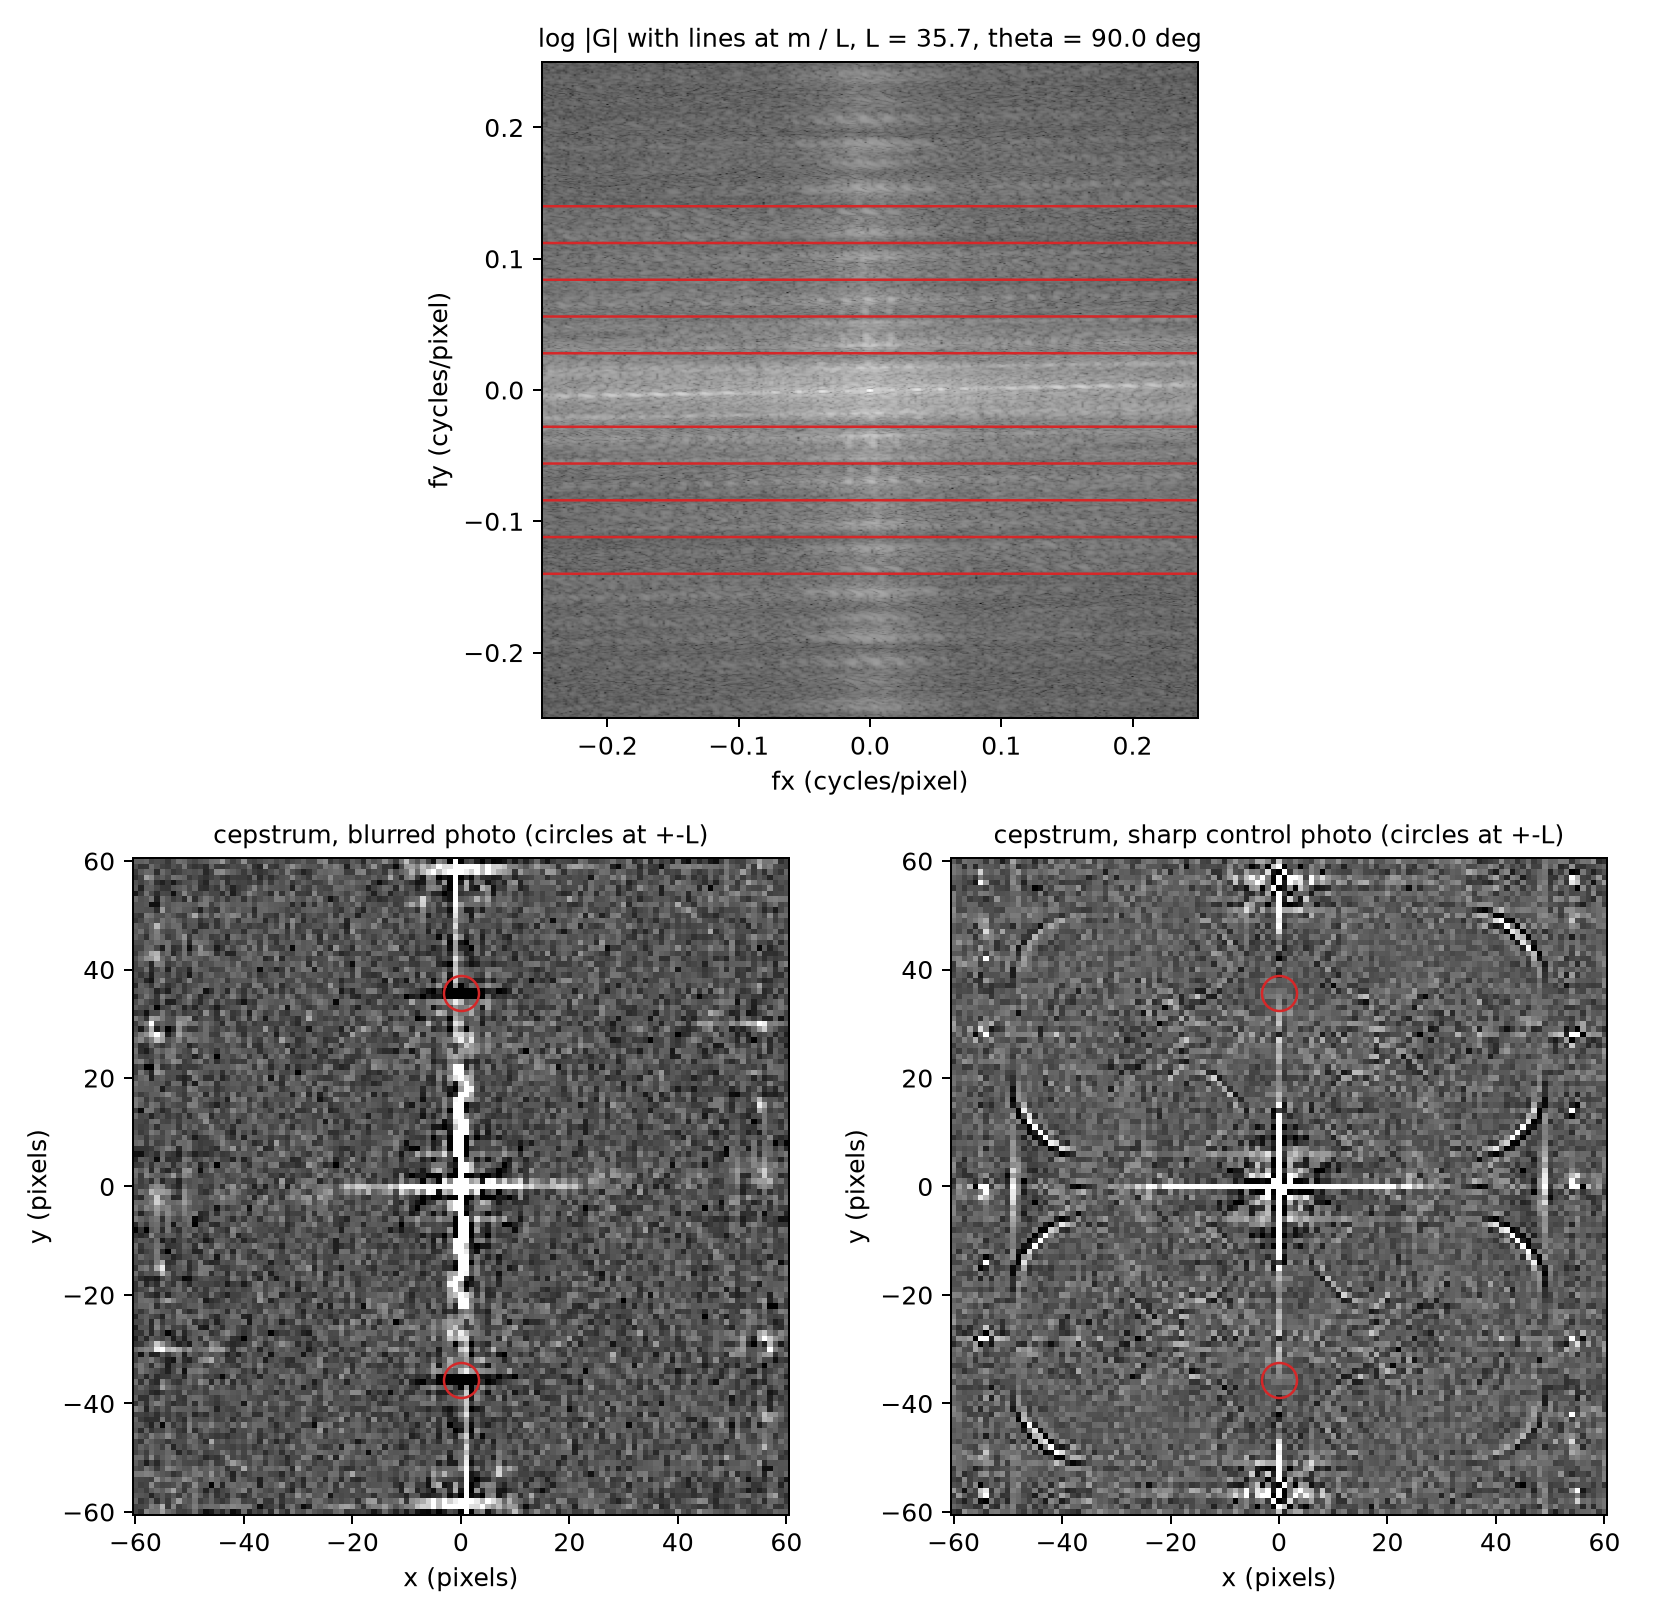 log |G| with lines at m / L, L = 35.7, theta = 90.0 deg
0.2
0.1
0.0
−0.1
−0.2
fy (cycles/pixel)
−0.2 −0.1 0.0 0.1 0.2
fx (cycles/pixel)
cepstrum, blurred photo (circles at +-L)
60
40
20
0
−20
−40
−60
y (pixels)
−60 −40 −20 0 20 40 60
x (pixels)
cepstrum, sharp control photo (circles at +-L)
60
40
20
0
−20
−40
−60
y (pixels)
−60 −40 −20 0 20 40 60
x (pixels)